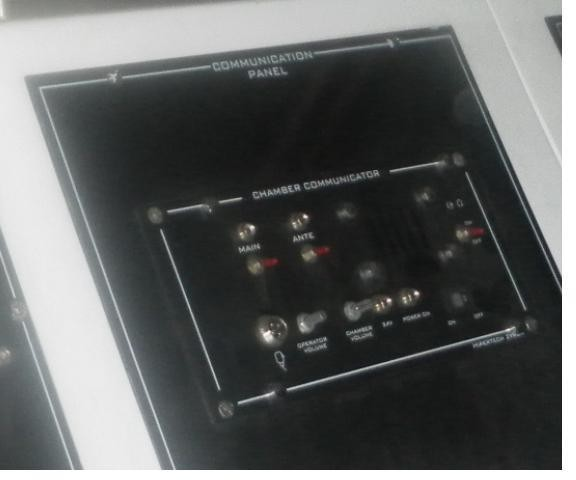 COMMUNICATION
PANEL
CHAMBER COMMUNICATOR
MAIN
ANTE
ON
OFF
OPERATOR
VOLUME
CHAMBER
VOLUME
POWER ON
ON
OFF